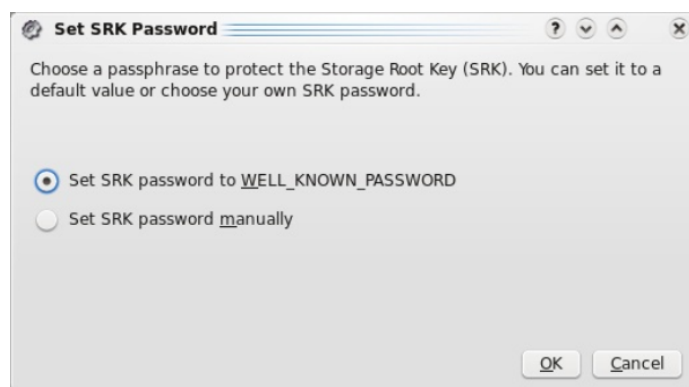 Set SRK Password
Choose a passphrase to protect the Storage Root Key (SRK). You can set it to a
default value or choose your own SRK password.
Set SRK password to WELL_KNOWN_PASSWORD
Set SRK password manually
OK Cancel